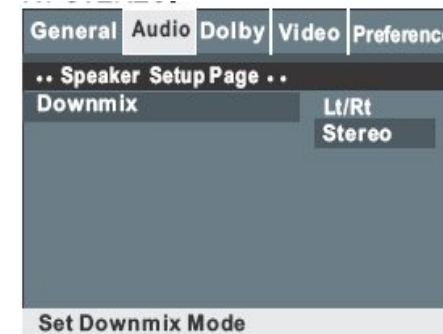 General Audio Dolby Video Preferenc
•• Speaker Setup Page ••
Downmix Lt/Rt
Stereo
Set Downmix Mode